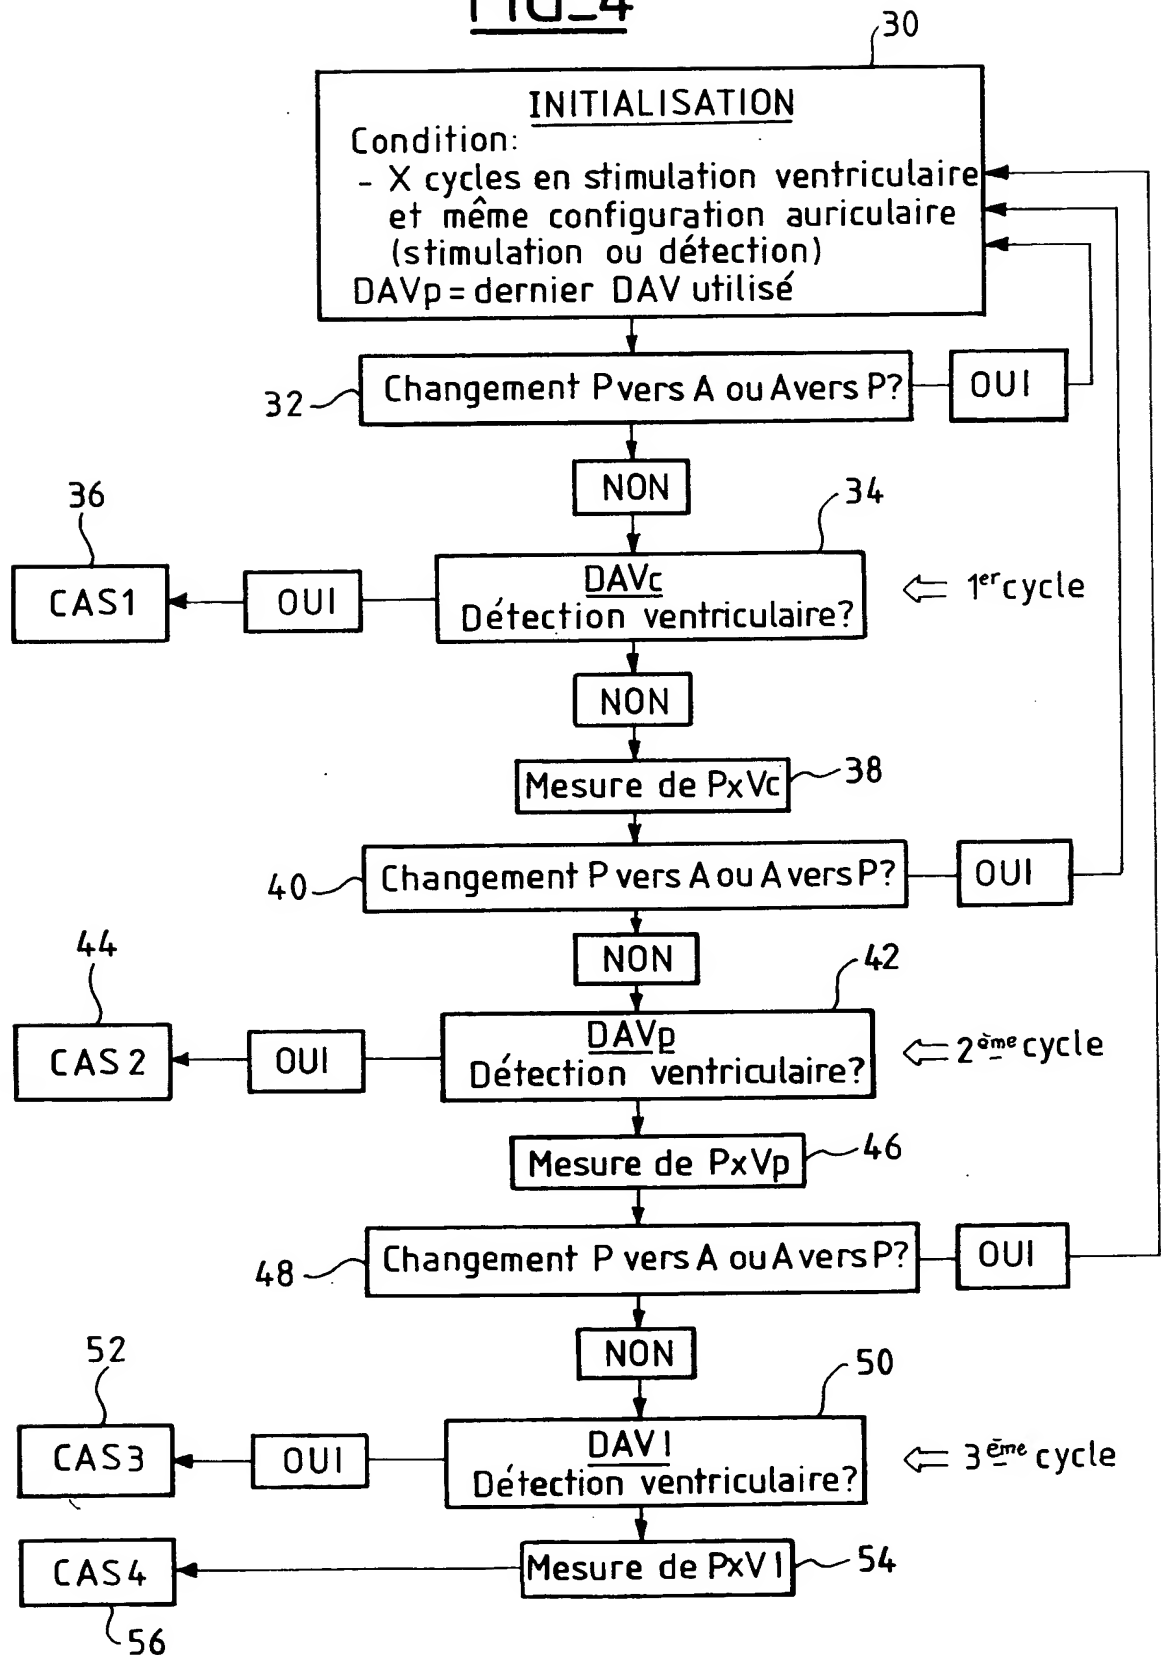 FIG_4
30
INITIALISATION
Condition:
- X cycles en stimulation ventriculaire
et même configuration auriculaire
(stimulation ou détection)
DAVp = dernier DAV utilisé
32
Changement P vers A ou A vers P?
OUI
NON
36
34
CAS1
OUI
DAVc
Détection ventriculaire?
⇐ 1er cycle
NON
Mesure de PxVc
38
40
Changement P vers A ou A vers P?
OUI
NON
44
42
CAS 2
OUI
DAVp
Détection ventriculaire?
⇐ 2ème cycle
Mesure de PxVp
46
48
Changement P vers A ou A vers P?
OUI
NON
52
50
CAS3
OUI
DAVl
Détection ventriculaire?
⇐ 3ème cycle
CAS4
Mesure de PxVl
54
56